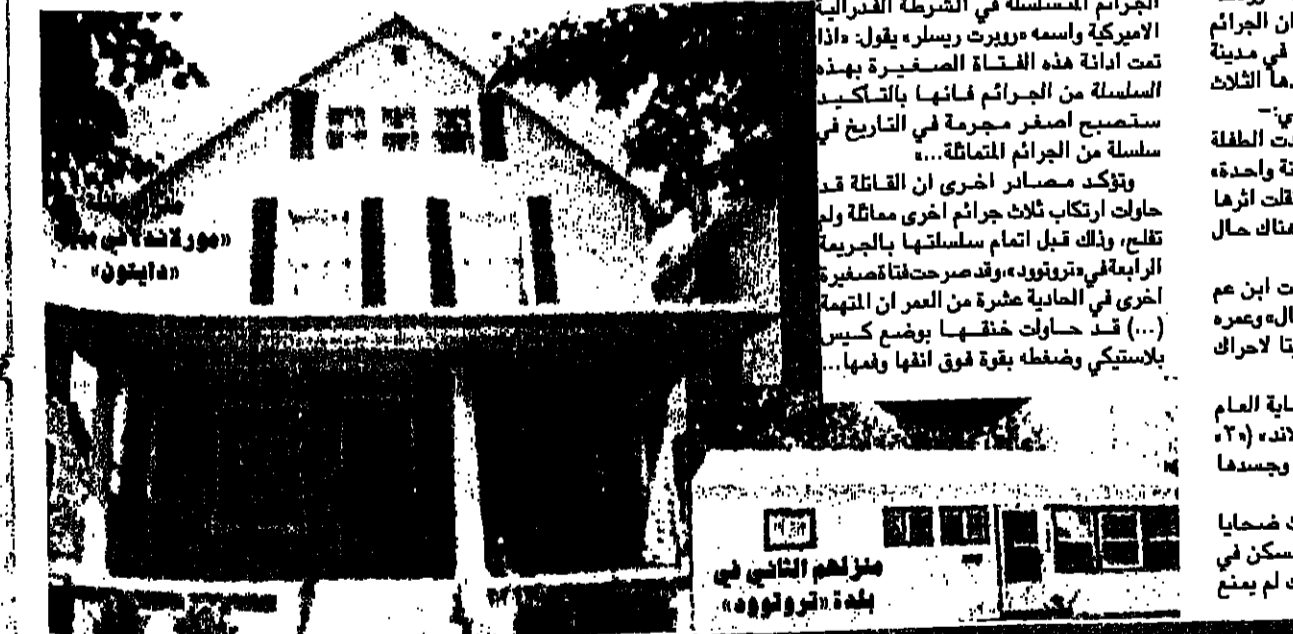 ان الجرائم
في مدينة
الثلاث
ت الطفلة
واحدة»
اثرها
هناك حال
ت ابن عم
وعمره
لاحراك
العام
(«٣»
وجسدها
ضحايا
في
لم يمنع
الجرائم المتسلسلة في الشرطة الفدرالية
الاميركية واسمه «روبرت ريسلر» يقول: «اذا
تمت ادانة هذه الفتاة الصغيرة بهذه
السلسلة من الجرائم فانها بالتأكيد
ستصبح اصغر مجرمة في التاريخ في
سلسلة من الجرائم المتماثلة...»
وتؤكد مصادر اخرى ان القاتلة قد
حاولت ارتكاب ثلاث جرائم اخرى مماثلة ولم
تفلح، وذلك قبل اتمام سلسلتها بالجريمة
الرابعة في «تروتوود»، وقد صرحت فتاة صغيرة
اخرى في الحادية عشرة من العمر ان المتهمة
(...) قد حاولت خنقها بوضع كيس
بلاستيكي وضغطه بقوة فوق انفها وفمها...
«مورلاند» في
«دايتون»
منزلهم الثاني في
بلدة «تروتوود»